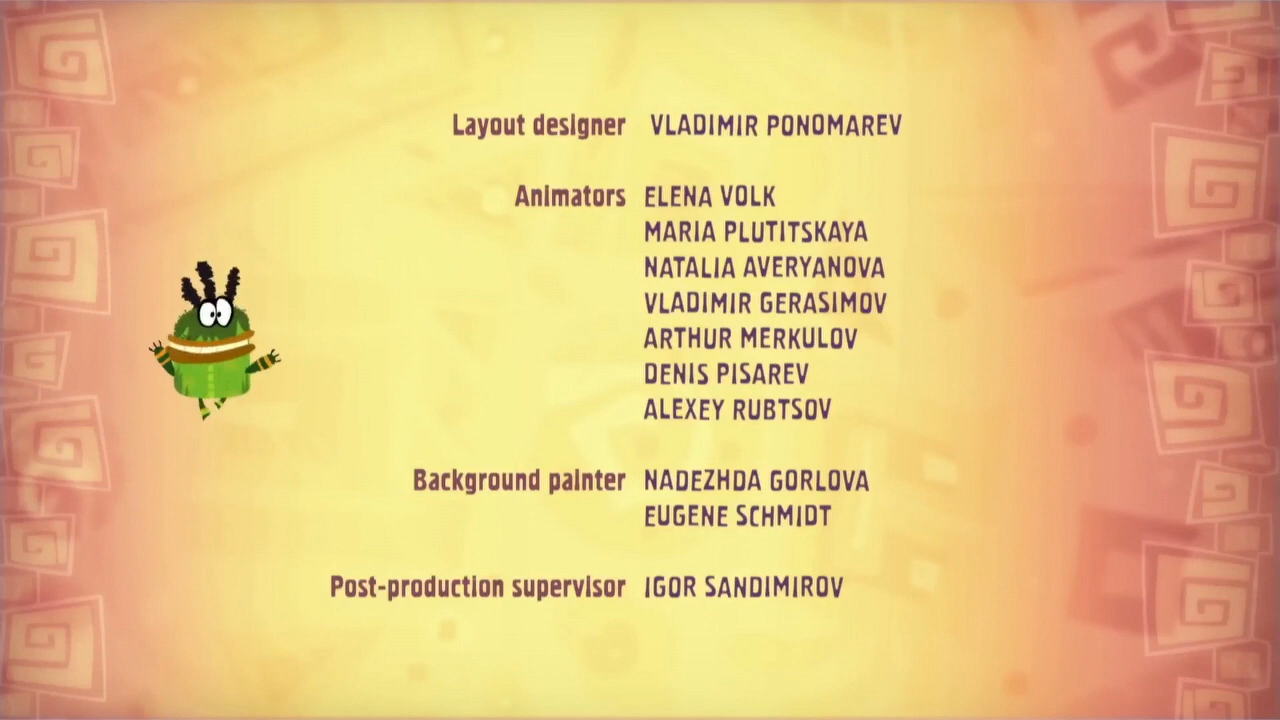 Layout designer VLADIMIR PONOMAREV
Animators ELENA VOLK
MARIA PLUTITSKAYA
NATALIA AVERYANOVA
VLADIMIR GERASIMOV
ARTHUR MERKULOV
DENIS PISAREV
ALEXEY RUBTSOV
Background painter NADEZHDA GORLOVA
EUGENE SCHMIDT
Post-production supervisor IGOR SANDIMIROV